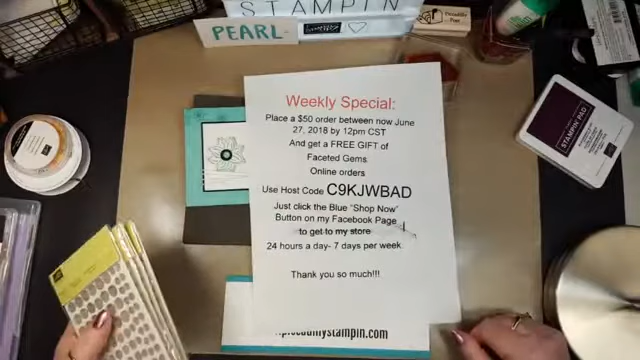 STAMPIN
PEARL-
Weekly Special:
Place a $50 order between now June
27, 2018 by 12pm CST
And get a FREE GIFT of
Faceted Gems
Online orders
Use Host Code C9KJWBAD
Just click the Blue "Shop Now"
Button on my Facebook Page
to get to my store
24 hours a day- 7 days per week
Thank you so much!!!
STAMPIN' PAD